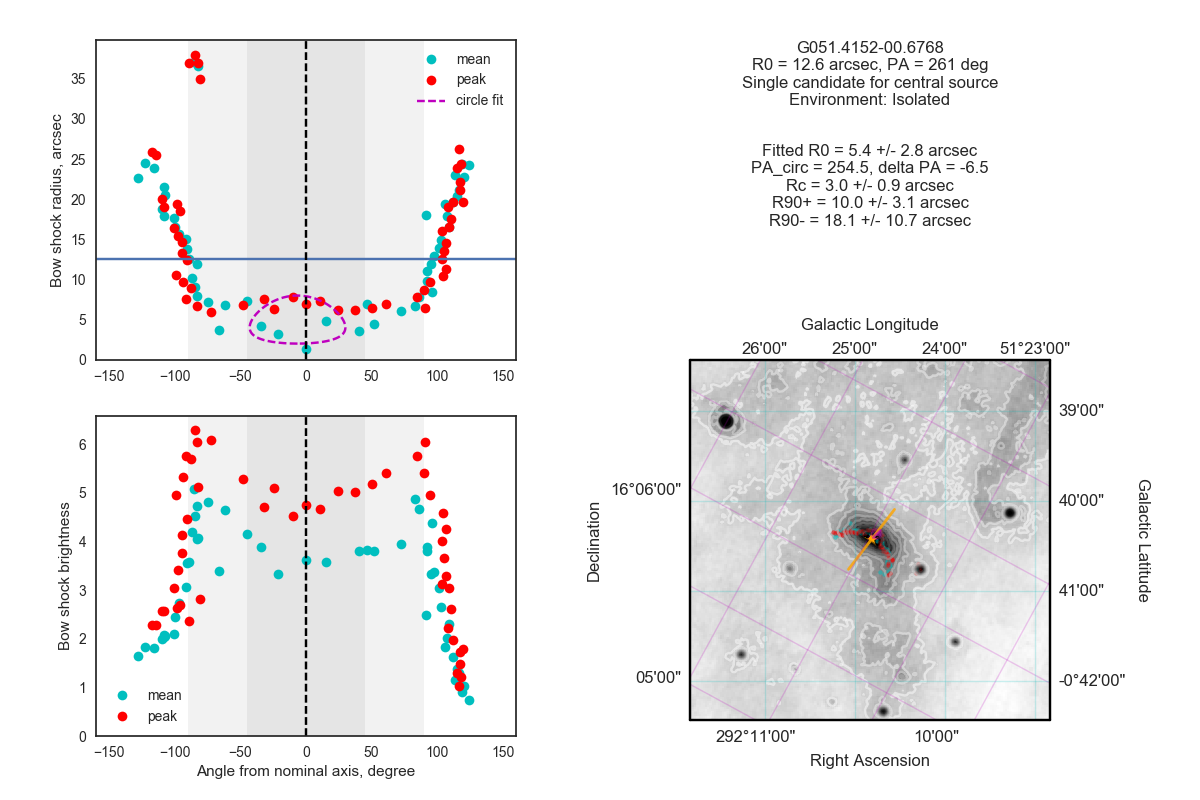 Bow shock radius, arcsec
35
30
25
20
15
10
5
0
−150
−100
−50
0
50
100
150
mean
peak
circle fit
Bow shock brightness
6
5
4
3
2
1
0
mean
peak
−150
−100
−50
0
50
100
150
Angle from nominal axis, degree
G051.4152-00.6768
R0 = 12.6 arcsec, PA = 261 deg
Single candidate for central source
Environment: Isolated
Fitted R0 = 5.4 +/- 2.8 arcsec
PA_circ = 254.5, delta PA = -6.5
Rc = 3.0 +/- 0.9 arcsec
R90+ = 10.0 +/- 3.1 arcsec
R90- = 18.1 +/- 10.7 arcsec
Galactic Longitude
26'00"
25'00"
24'00"
51°23'00"
39'00"
16°06'00"
40'00"
Declination
Galactic Latitude
41'00"
05'00"
-0°42'00"
292°11'00"
10'00"
Right Ascension